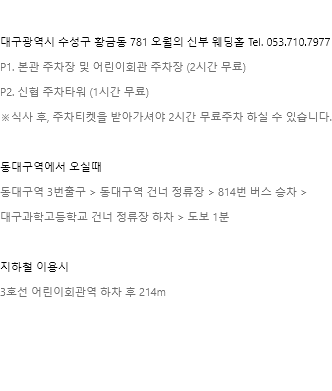 대구광역시 수성구 황금동 781 오월의 신부 웨딩홀 Tel. 053.710.7977
P1. 본관 주차장 및 어린이회관 주차장 (2시간 무료)
P2. 신협 주차타워 (1시간 무료)
※식사 후, 주차티켓을 받아가셔야 2시간 무료주차 하실 수 있습니다.
동대구역에서 오실때
동대구역 3번출구 > 동대구역 건너 정류장 > 814번 버스 승차 >
대구과학고등학교 건너 정류장 하차 > 도보 1분
지하철 이용시
3호선 어린이회관역 하차 후 214m